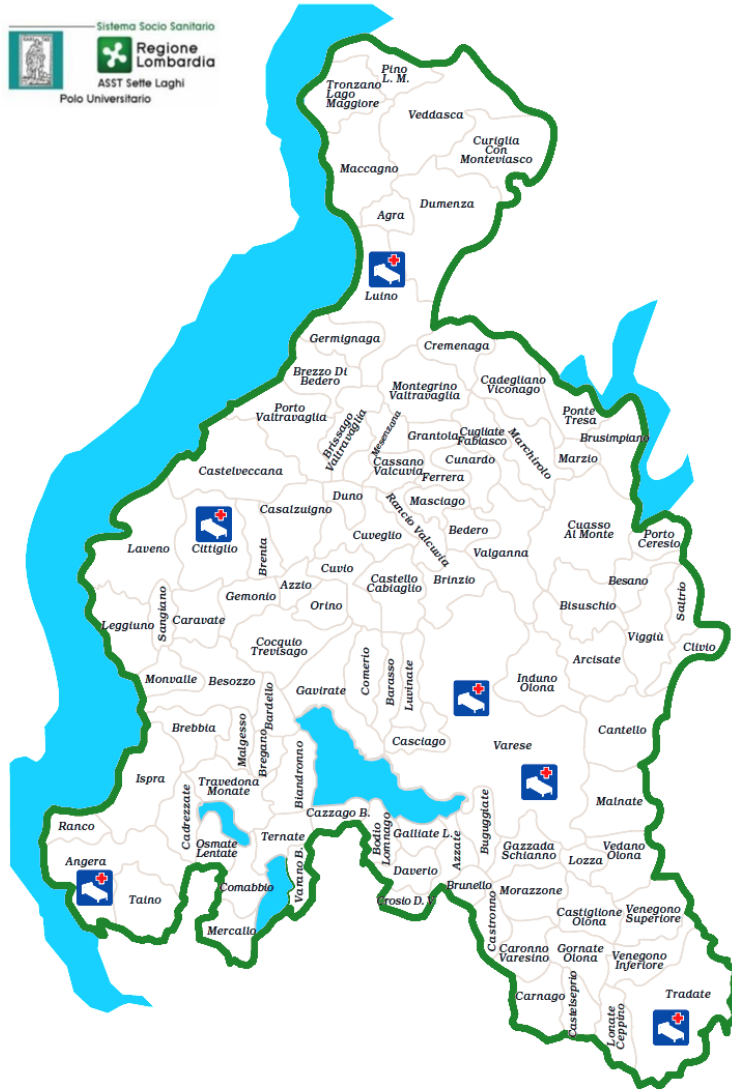 Sistema Socio Sanitario
Regione
Lombardia
ASST Sette Laghi
Polo Universitario
Pino
L. M.
Tronzano
Lago
Maggiore
Veddasca
Curiglia
Con
Monteviasco
Maccagno
Dumenza
Agra
Luino
Germignaga
Cremenaga
Brezzo Di
Bedero
Montegrino
Valtravaglia
Cadegliano
Viconago
Porto
Valtravaglia
Brissago
Valtravaglia
Mesenzana
Grantola
Cugliate
Fabiasco
Marchirolo
Ponte
Tresa
Brusimpiano
Marzio
Castelveccana
Cassano
Valcuvia
Cunardo
Ferrera
Duno
Masciago
Rancio Valcuvia
Casalzuigno
Cuveglio
Bedero
Cuasso
Al Monte
Porto
Ceresio
Laveno
Cittiglio
Brenta
Valganna
Cuvio
Azzio
Castello
Cabiaglio
Brinzio
Besano
Saltrio
Gemonio
Orino
Bisuschio
Leggiuno
Sangiano
Caravate
Viggiù
Clivio
Cocquio
Trevisago
Arcisate
Monvalle
Besozzo
Bardello
Gavirate
Comerio
Barasso
Luvinate
Induno
Olona
Brebbia
Malgesso
Bregano
Casciago
Varese
Cantello
Ispra
Travedona
Monate
Biandronno
Cadrezzate
Cazzago B.
Malnate
Ranco
Osmate
Lentate
Ternate
Bodio
Lomnago
Galliate L.
Azzate
Buguggiate
Gazzada
Schianno
Lozza
Vedano
Olona
Angera
Taino
Comabbio
Varano B.
Daverio
Brunello
Morazzone
Crosio D. V
Castronno
Castiglione
Olona
Venegono
Superiore
Mercallo
Caronno
Varesino
Gornate
Olona
Venegono
Inferiore
Carnago
Castelseprio
Lonate
Ceppino
Tradate